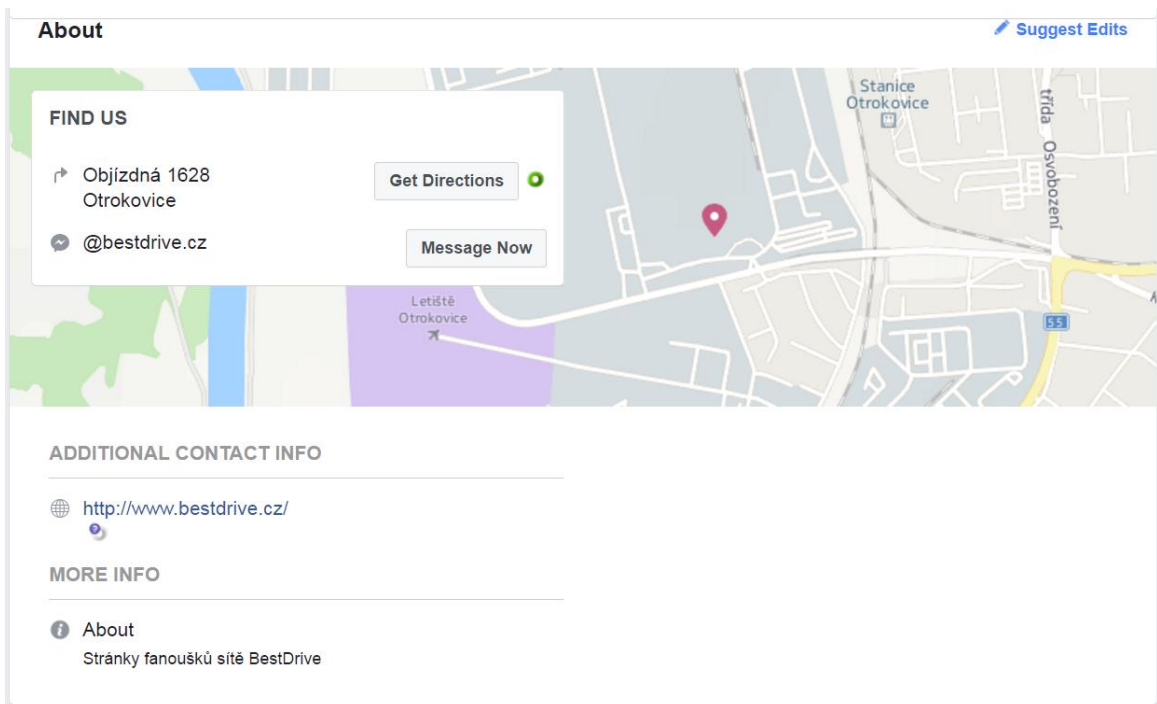 About
Suggest Edits
FIND US
Objízdná 1628
Otrokovice
Get Directions
@bestdrive.cz
Message Now
Stanice
Otrokovice
třída Osvobození
Letiště
Otrokovice
55
ADDITIONAL CONTACT INFO
http://www.bestdrive.cz/
MORE INFO
About
Stránky fanoušků sítě BestDrive